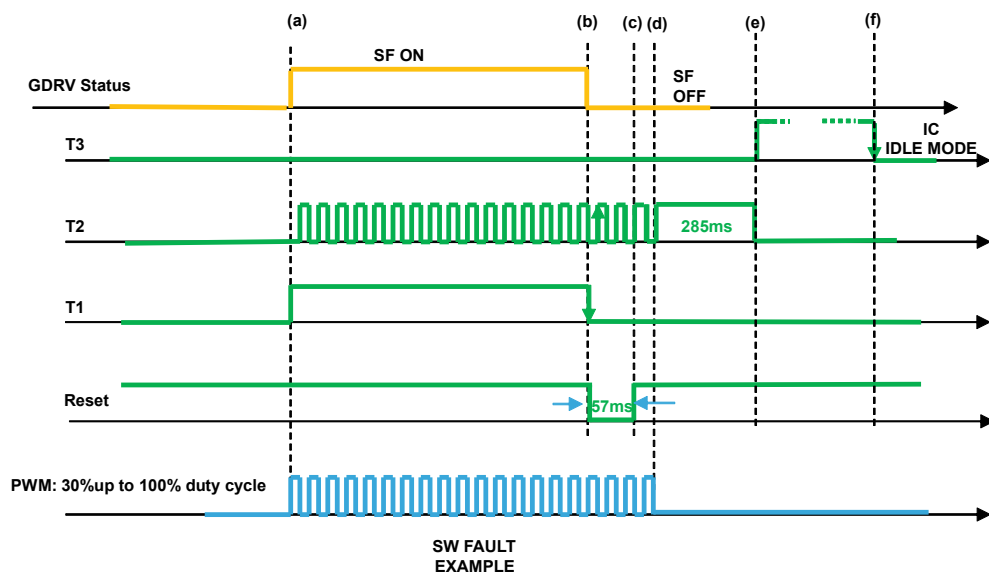 (a)
(b)
(c)
(d)
(e)
(f)
SF ON
GDRV Status
SF
OFF
T3
IC
IDLE MODE
T2
285ms
T1
Reset
57ms
PWM: 30%up to 100% duty cycle
SW FAULT
EXAMPLE